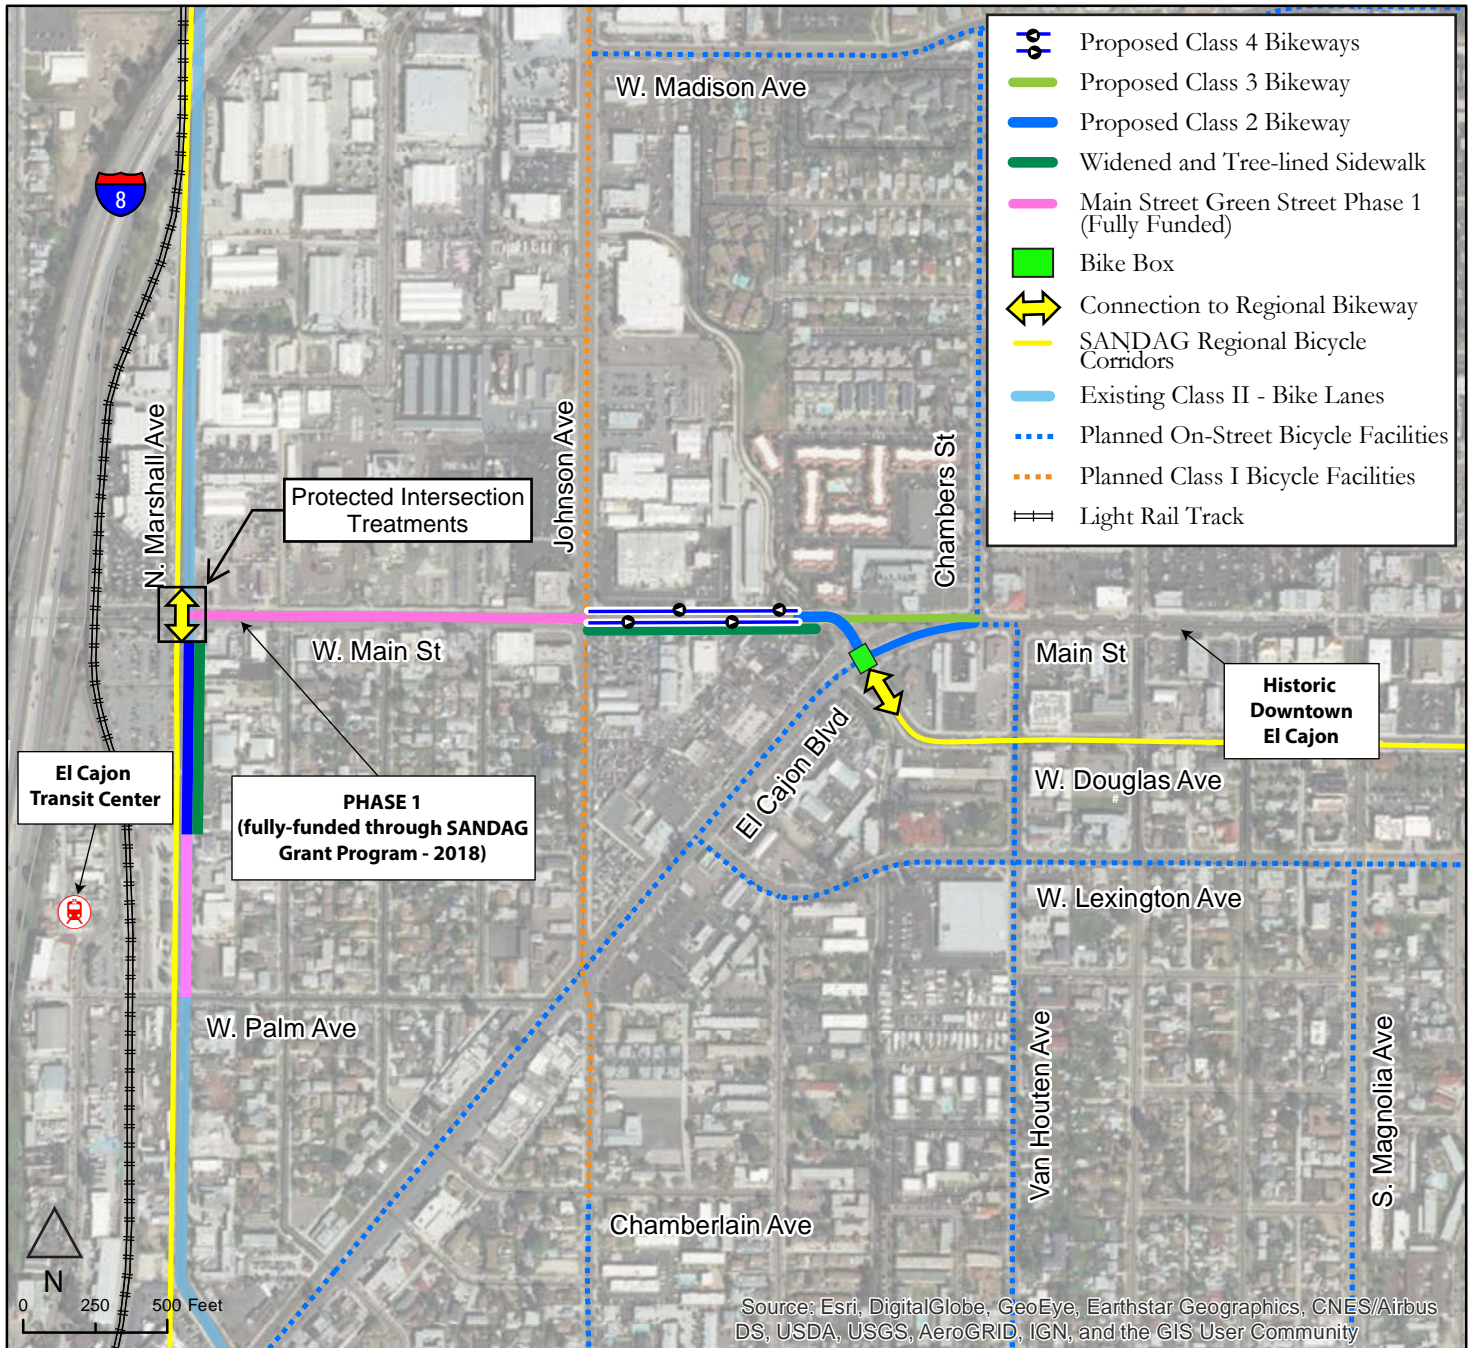 Proposed Class 4 Bikeways
Proposed Class 3 Bikeway
Proposed Class 2 Bikeway
Widened and Tree-lined Sidewalk
Main Street Green Street Phase 1
(Fully Funded)
Bike Box
Connection to Regional Bikeway
SANDAG Regional Bicycle
Corridors
Existing Class II - Bike Lanes
Planned On-Street Bicycle Facilities
Planned Class I Bicycle Facilities
Light Rail Track
W. Madison Ave
8
N. Marshall Ave
Johnson Ave
Chambers St
Protected Intersection
Treatments
W. Main St
Main St
Historic
Downtown
El Cajon
El Cajon
Transit Center
PHASE 1
(fully-funded through SANDAG
Grant Program - 2018)
El Cajon Blvd
W. Douglas Ave
#
W. Lexington Ave
W. Palm Ave
Van Houten Ave
S. Magnolia Ave
Chamberlain Ave
N
0 250 500 Feet
Source: Esri, DigitalGlobe, GeoEye, Earthstar Geographics, CNES/Airbus
DS, USDA, USGS, AeroGRID, IGN, and the GIS User Community